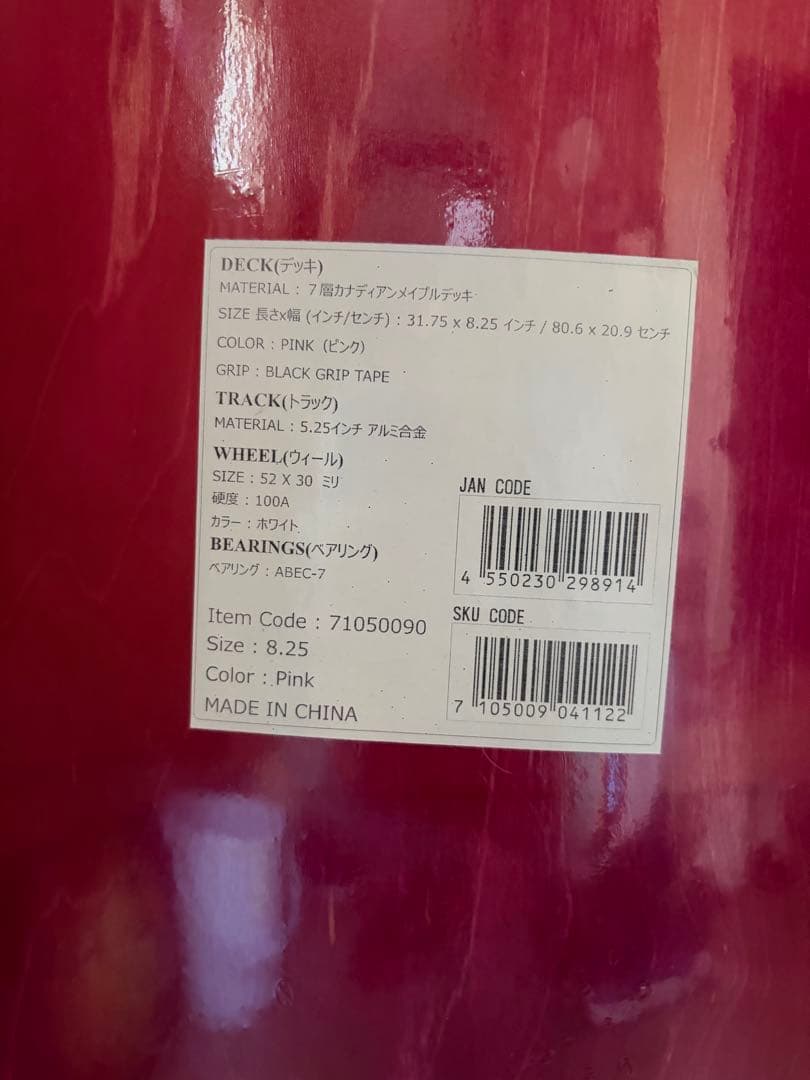 DECK(デッキ)
MATERIAL : 7層カナディアンメイプルデッキ
SIZE 長さx幅 (インチ/センチ) : 31.75 x 8.25 インチ / 80.6 x 20.9 センチ
COLOR : PINK (ピンク)
GRIP : BLACK GRIP TAPE
TRACK(トラック)
MATERIAL : 5.25インチ アルミ合金
WHEEL(ウィール)
SIZE : 52 X 30 ミリ
硬度 : 100A
カラー : ホワイト
BEARINGS(ベアリング)
ベアリング : ABEC-7
Item Code : 71050090
Size : 8.25
Color : Pink
MADE IN CHINA
JAN CODE
4 550230 298914
SKU CODE
7 105009 041122